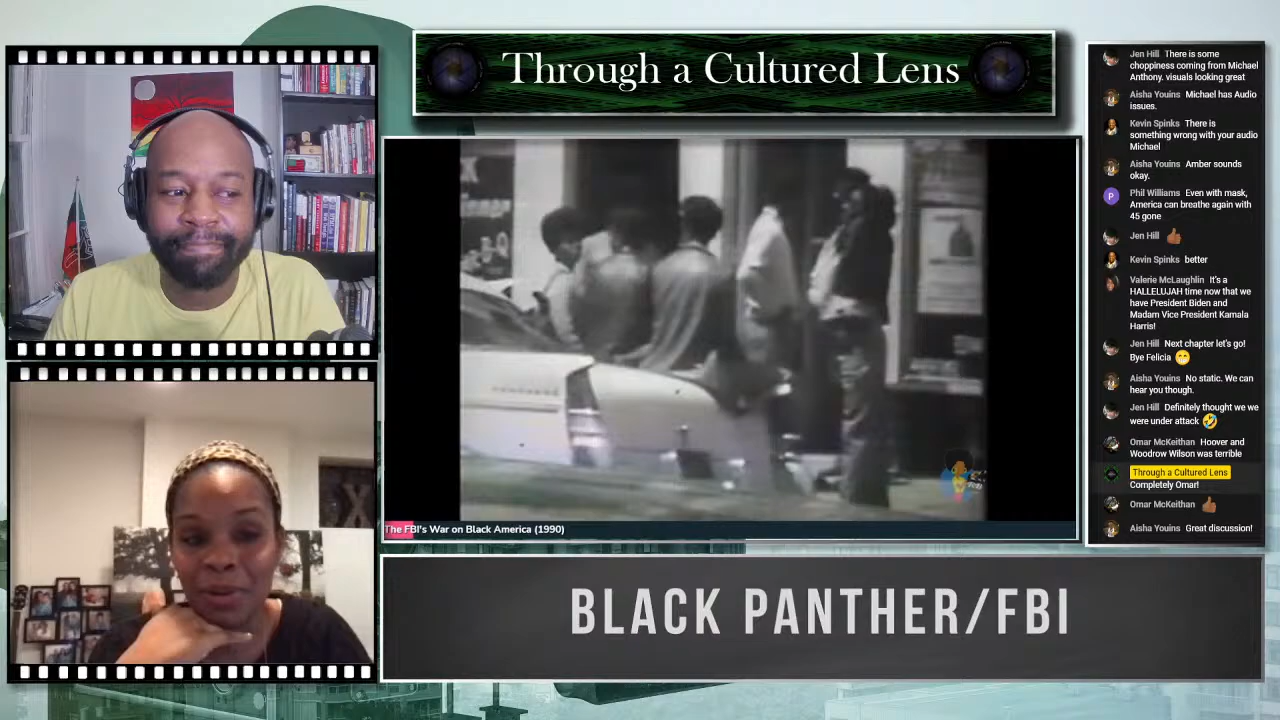 Through a Cultured Lens
Jen Hill There is some
choppiness coming from Michael
Anthony. visuals looking great
Aisha Youins Michael has Audio
issues.
Kevin Spinks There is
something wrong with your audio
Michael
Aisha Youins Amber sounds
okay.
P
Phil Williams Even with mask,
America can breathe again with
45 gone
Jen Hill
Kevin Spinks better
Valerie McLaughlin It's a
HALLELUJAH time now that we
have President Biden and
Madam Vice President Kamala
Harris!
Jen Hill Next chapter let's go!
Bye Felicia
Aisha Youins No static. We can
hear you though.
Jen Hill Definitely thought we we
were under attack
Omar McKeithan Hoover and
Woodrow Wilson was terrible
Through a Cultured Lens
Completely Omar!
Omar McKeithan
Aisha Youins Great discussion!
X
The FBI's War on Black America (1990)
BLACK PANTHER/FBI